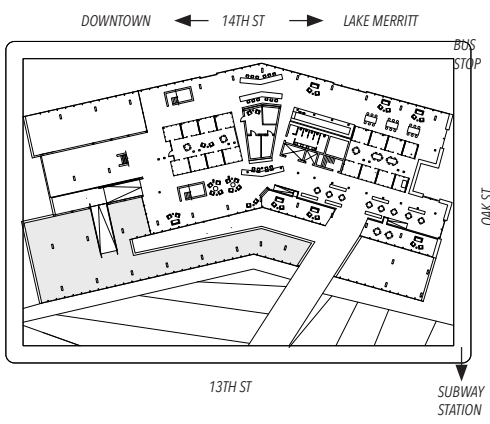 DOWNTOWN 14TH ST LAKE MERRITT
BUS
STOP
OAK ST
13TH ST
SUBWAY
STATION